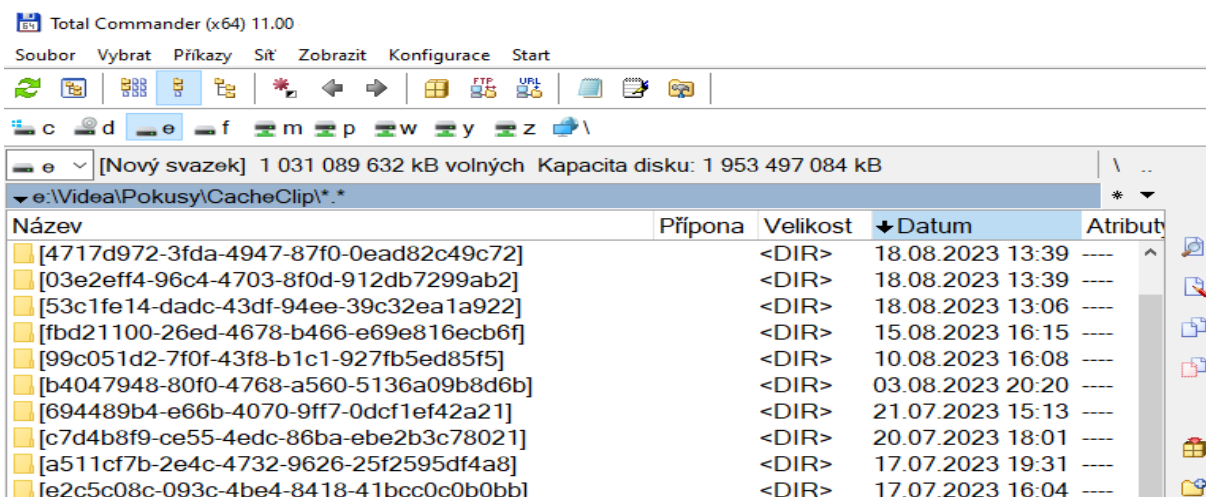 Total Commander (x64) 11.00
Soubor Vybrat Příkazy Síť Zobrazit Konfigurace Start
FTP URL
c d e f m p w y z \
e [Nový svazek] 1 031 089 632 kB volných Kapacita disku: 1 953 497 084 kB \ ..
e:\Videa\Pokusy\CacheClip\*.* *
Název Přípona Velikost Datum Atributy
[4717d972-3fda-4947-87f0-0ead82c49c72] <DIR> 18.08.2023 13:39 ----
[03e2eff4-96c4-4703-8f0d-912db7299ab2] <DIR> 18.08.2023 13:39 ----
[53c1fe14-dadc-43df-94ee-39c32ea1a922] <DIR> 18.08.2023 13:06 ----
[fbd21100-26ed-4678-b466-e69e816ecb6f] <DIR> 15.08.2023 16:15 ----
[99c051d2-7f0f-43f8-b1c1-927fb5ed85f5] <DIR> 10.08.2023 16:08 ----
[b4047948-80f0-4768-a560-5136a09b8d6b] <DIR> 03.08.2023 20:20 ----
[694489b4-e66b-4070-9ff7-0dcf1ef42a21] <DIR> 21.07.2023 15:13 ----
[c7d4b8f9-ce55-4edc-86ba-ebe2b3c78021] <DIR> 20.07.2023 18:01 ----
[a511cf7b-2e4c-4732-9626-25f2595df4a8] <DIR> 17.07.2023 19:31 ----
[e2c5c08c-093c-4be4-8418-41bcc0c0b0bb] <DIR> 17.07.2023 16:04 ----